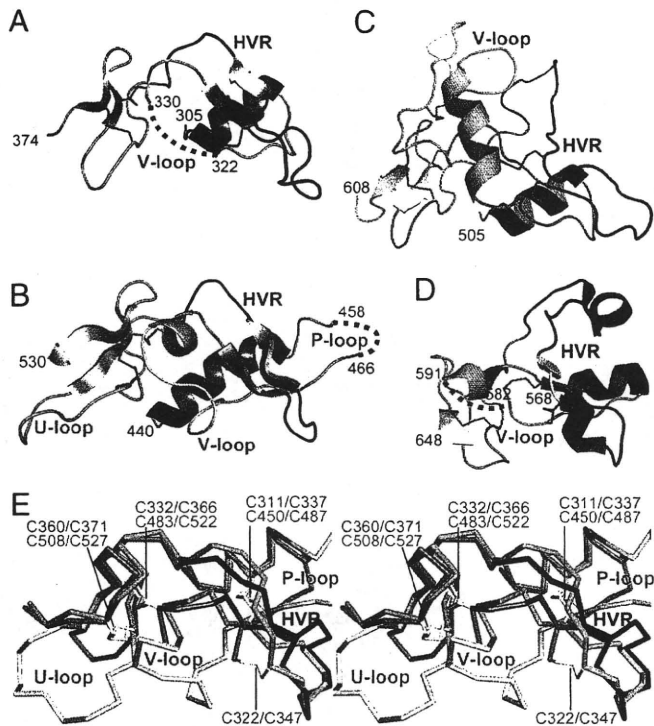 A
HVR
330
305
374
V-loop
322
C
V-loop
HVR
608
505
B
HVR
458
P-loop
466
530
U-loop
440
V-loop
D
HVR
591
582
568
V-loop
648
E
C332/C366
C483/C522
C311/C337
C450/C487
C360/C371
C508/C527
P-loop
HVR
V-loop
U-loop
C322/C347
C332/C366
C483/C522
C311/C337
C450/C487
C360/C371
C508/C527
P-loop
HVR
V-loop
U-loop
C322/C347